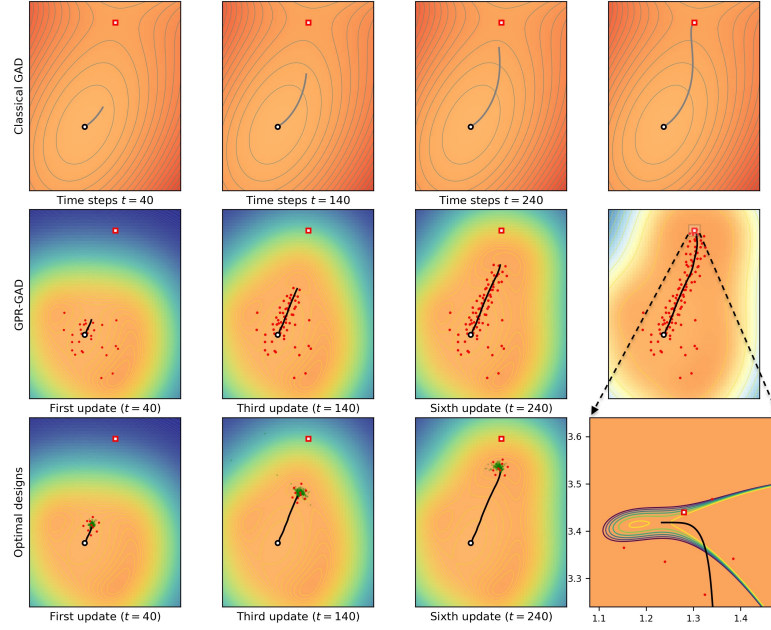 Classical GAD
Time steps t = 40
Time steps t = 140
Time steps t = 240
GPR-GAD
First update (t = 40)
Third update (t = 140)
Sixth update (t = 240)
Optimal designs
3.6
3.5
3.4
3.3
1.1
1.2
1.3
1.4
First update (t = 40)
Third update (t = 140)
Sixth update (t = 240)